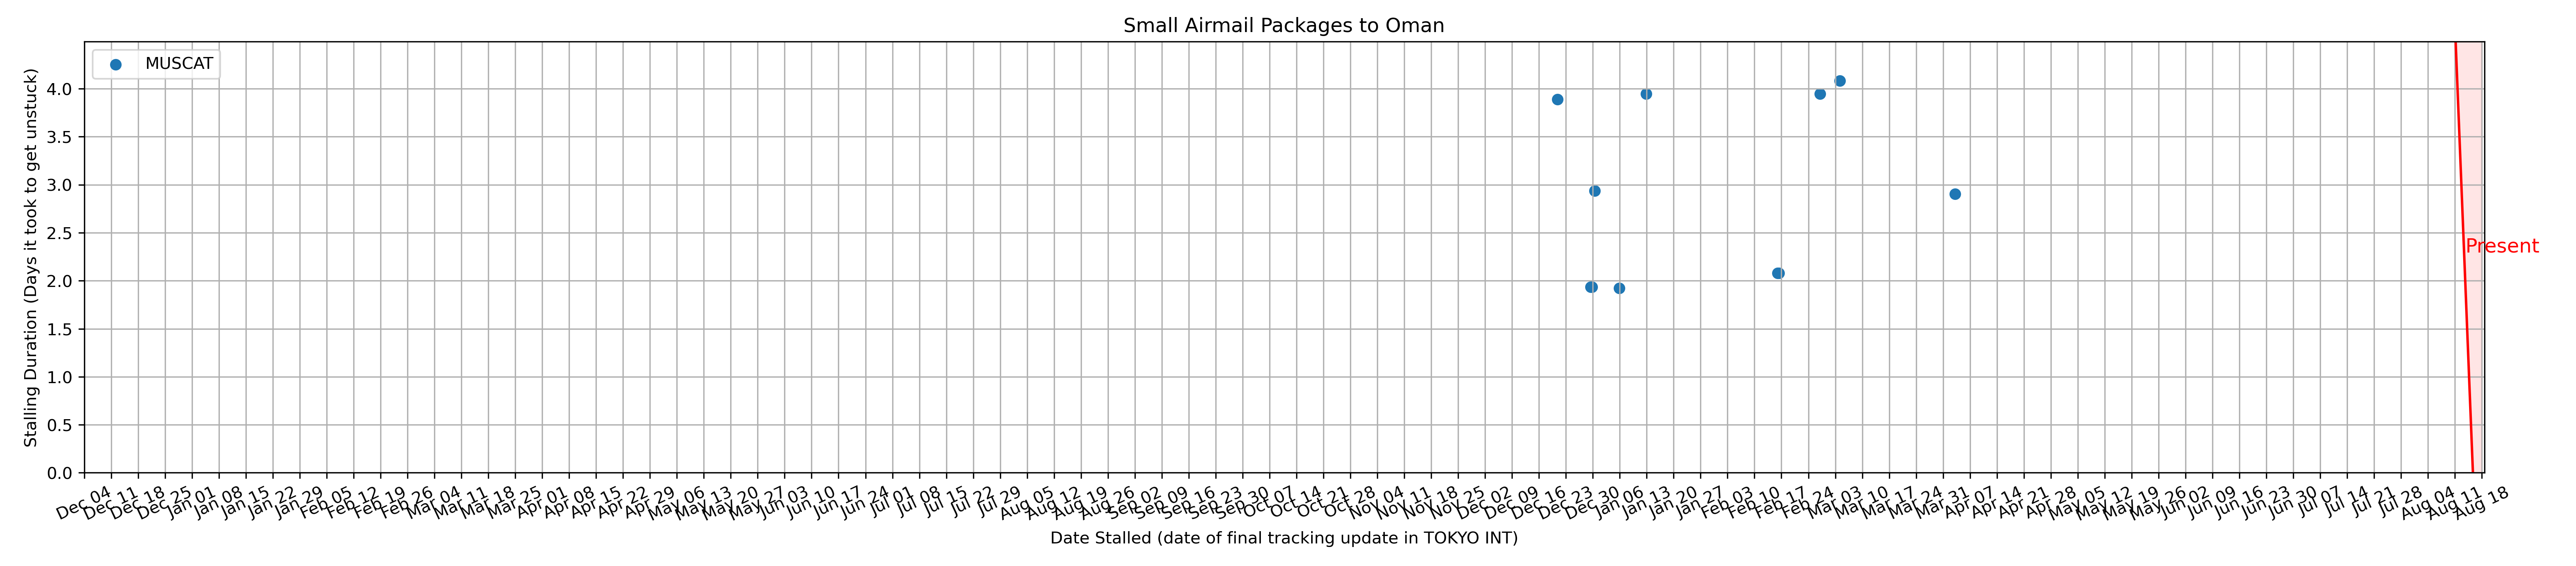 Small Airmail Packages to Oman
MUSCAT
Stalling Duration (Days it took to get unstuck)
4.0
3.5
3.0
2.5
2.0
1.5
1.0
0.5
0.0
Present
Dec 04
Dec 11
Dec 18
Dec 25
Jan 01
Jan 08
Jan 15
Jan 22
Jan 29
Feb 05
Feb 12
Feb 19
Feb 26
Mar 04
Mar 11
Mar 18
Mar 25
Apr 01
Apr 08
Apr 15
Apr 22
Apr 29
May 06
May 13
May 20
May 27
Jun 03
Jun 10
Jun 17
Jun 24
Jul 01
Jul 08
Jul 15
Jul 22
Jul 29
Aug 05
Aug 12
Aug 19
Aug 26
Sep 02
Sep 09
Sep 16
Sep 23
Sep 30
Oct 07
Oct 14
Oct 21
Oct 28
Nov 04
Nov 11
Nov 18
Nov 25
Dec 02
Dec 09
Dec 16
Dec 23
Dec 30
Jan 06
Jan 13
Jan 20
Jan 27
Feb 03
Feb 10
Feb 17
Feb 24
Mar 03
Mar 10
Mar 17
Mar 24
Mar 31
Apr 07
Apr 14
Apr 21
Apr 28
May 05
May 12
May 19
May 26
Jun 02
Jun 09
Jun 16
Jun 23
Jun 30
Jul 07
Jul 14
Jul 21
Jul 28
Aug 04
Aug 11
Aug 18
Date Stalled (date of final tracking update in TOKYO INT)